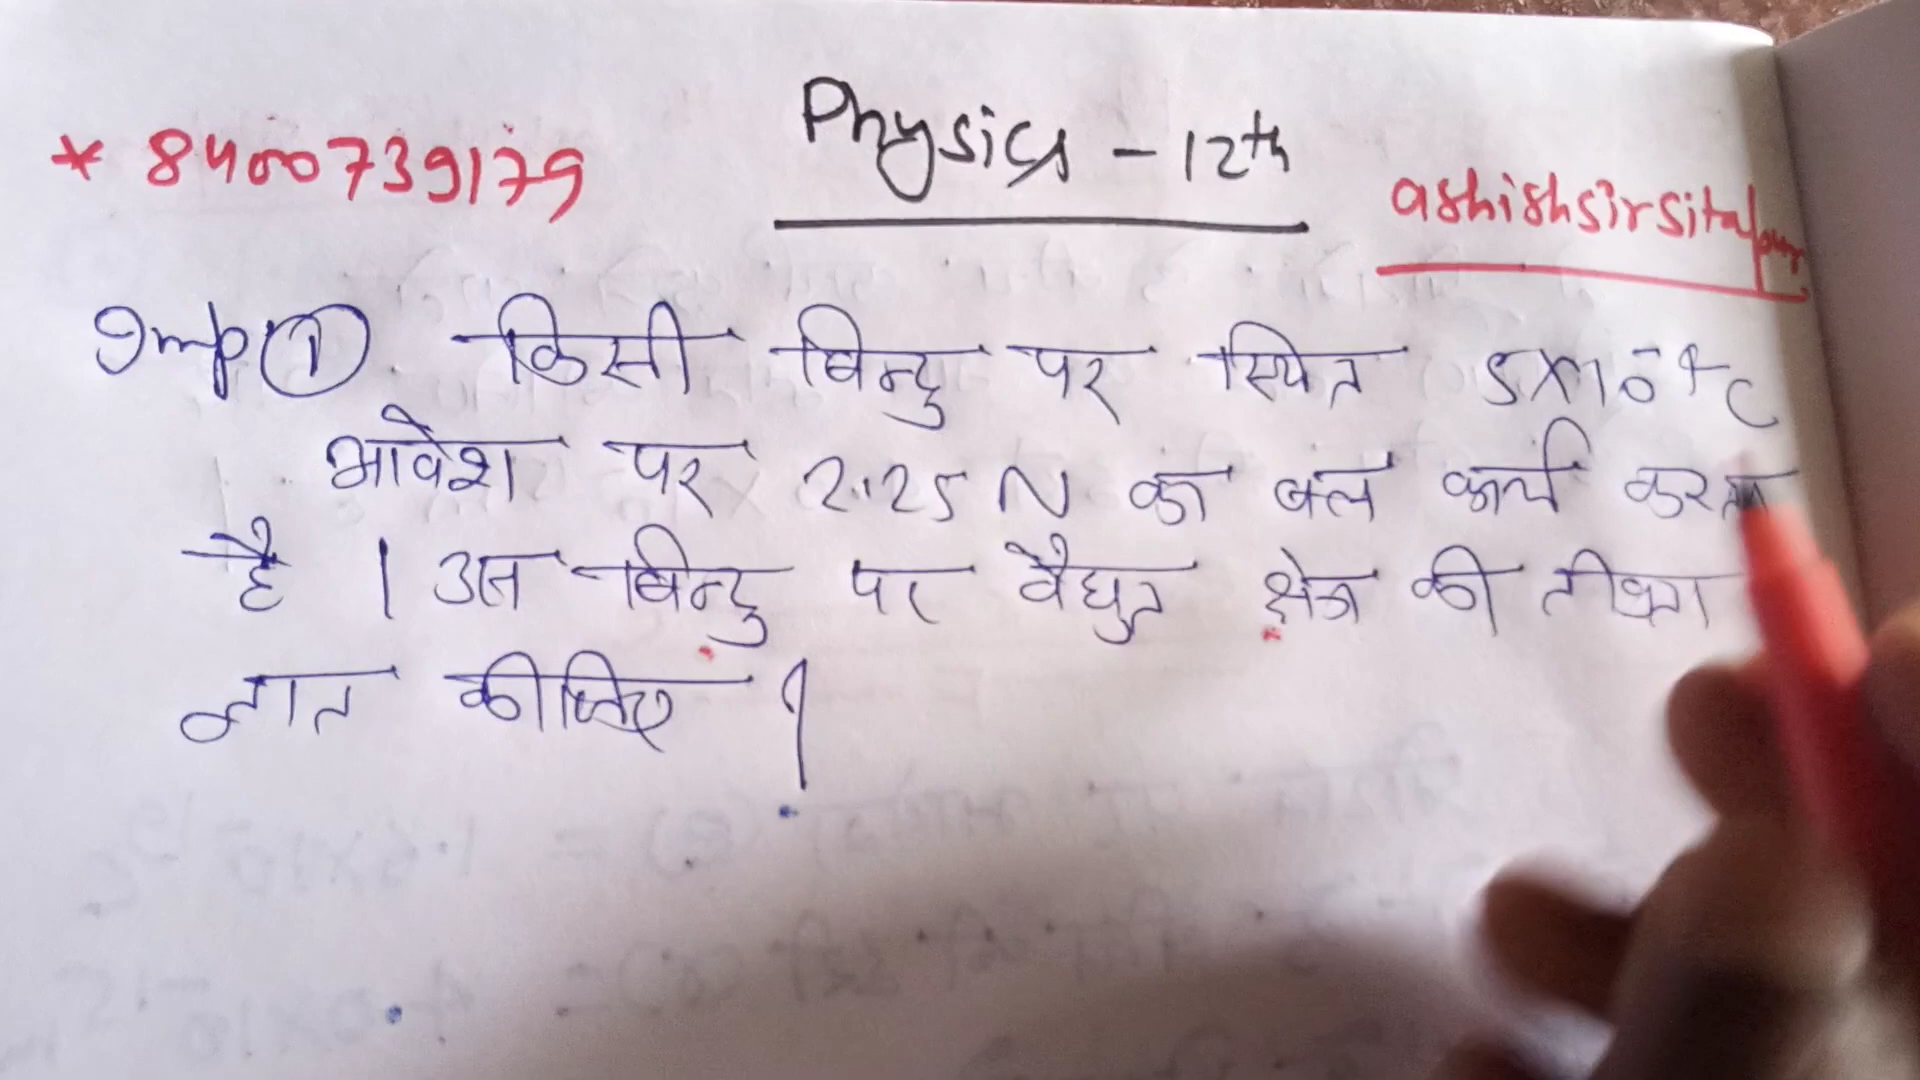 * 8400739179
Physics - 12th
ashishsirsitapur
Imp ① किसी बिन्दु पर स्थित 5×10⁻⁴C
आवेश पर 2.25 N का बल कार्य करता
है । उस बिन्दु पर वैद्युत क्षेत्र की तीव्रता
ज्ञात कीजिए ।